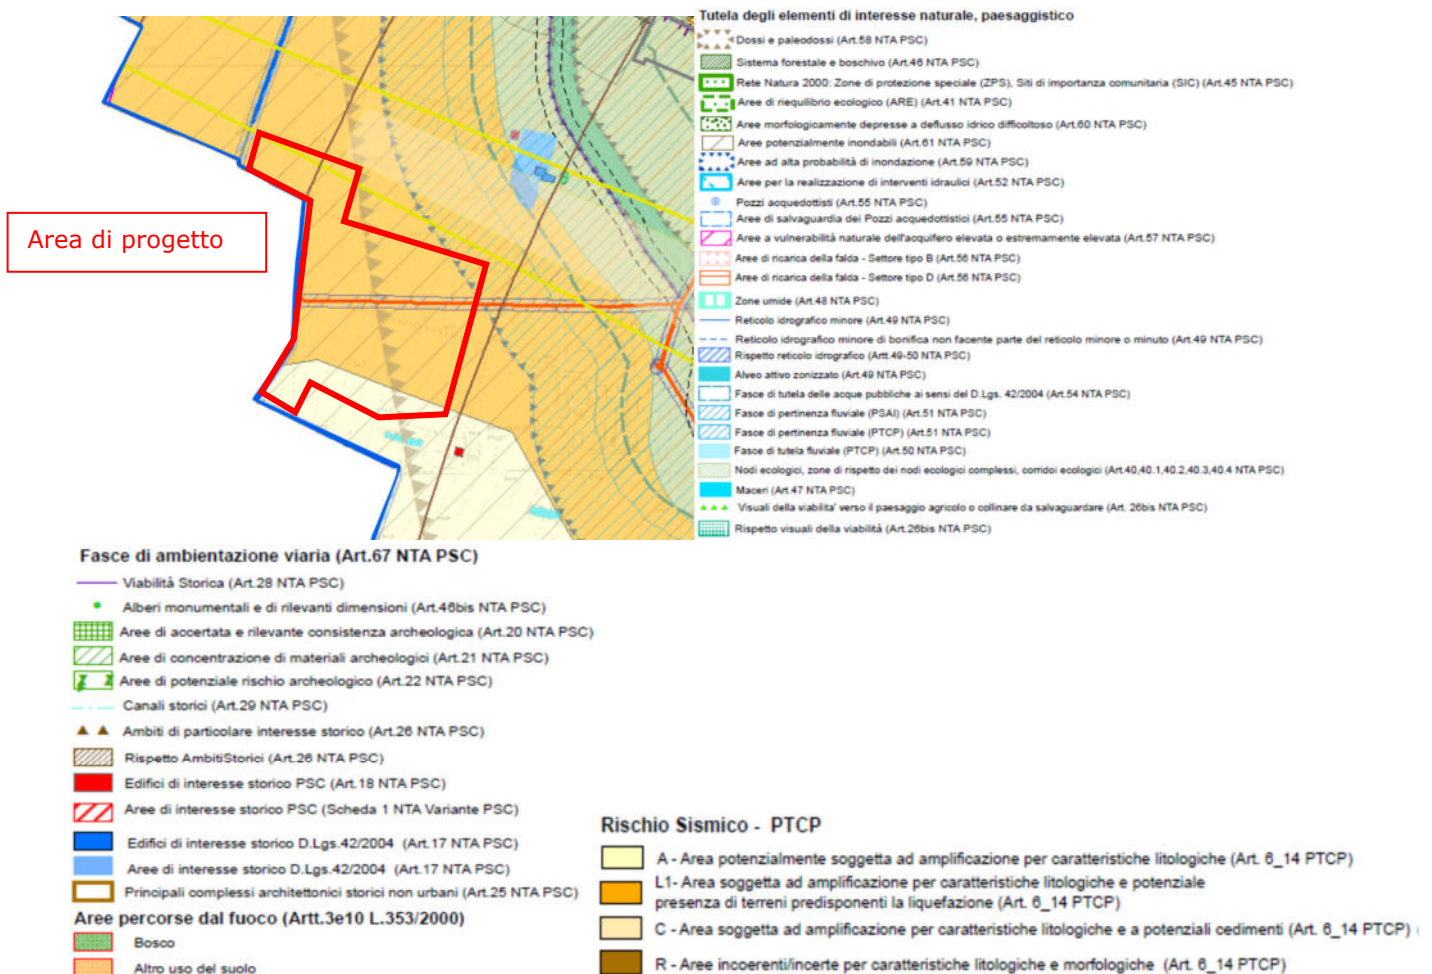 Tutela degli elementi di interesse naturale, paesaggistico
Dossi e paleodossi (Art.58 NTA PSC)
Sistema forestale e boschivo (Art.46 NTA PSC)
Rete Natura 2000: Zone di protezione speciale (ZPS), Siti di importanza comunitaria (SIC) (Art.45 NTA PSC)
Aree di riequilibrio ecologico (ARE) (Art.41 NTA PSC)
Aree morfologicamente depresse a deflusso idrico difficoltoso (Art.60 NTA PSC)
Aree potenzialmente inondabili (Art.61 NTA PSC)
Aree ad alta probabilità di inondazione (Art.59 NTA PSC)
Aree per la realizzazione di interventi idraulici (Art.52 NTA PSC)
Pozzi acquedottisti (Art.55 NTA PSC)
Aree di salvaguardia dei Pozzi acquedottistici (Art.55 NTA PSC)
Aree a vulnerabilità naturale dell'acquifero elevata o estremamente elevata (Art.57 NTA PSC)
Aree di ricarica della falda - Settore tipo B (Art.56 NTA PSC)
Aree di ricarica della falda - Settore tipo D (Art.56 NTA PSC)
Zone umide (Art.48 NTA PSC)
Reticolo idrografico minore (Art.49 NTA PSC)
Reticolo idrografico minore di bonifica non facente parte del reticolo minore o minuto (Art.49 NTA PSC)
Rispetto reticolo idrografico (Artt.49-50 NTA PSC)
Alveo attivo zonizzato (Art.49 NTA PSC)
Fasce di tutela delle acque pubbliche ai sensi del D.Lgs. 42/2004 (Art.54 NTA PSC)
Fasce di pertinenza fluviale (PSAI) (Art.51 NTA PSC)
Fasce di pertinenza fluviale (PTCP) (Art.51 NTA PSC)
Fasce di tutela fluviale (PTCP) (Art.50 NTA PSC)
Nodi ecologici, zone di rispetto dei nodi ecologici complessi, corridoi ecologici (Art.40,40.1,40.2,40.3,40.4 NTA PSC)
Maceri (Art.47 NTA PSC)
Visuali della viabilita' verso il paesaggio agricolo o collinare da salvaguardare (Art. 26bis NTA PSC)
Rispetto visuali della viabilità (Art.26bis NTA PSC)
Area di progetto
Fasce di ambientazione viaria (Art.67 NTA PSC)
Viabilità Storica (Art.28 NTA PSC)
Alberi monumentali e di rilevanti dimensioni (Art.46bis NTA PSC)
Aree di accertata e rilevante consistenza archeologica (Art.20 NTA PSC)
Aree di concentrazione di materiali archeologici (Art.21 NTA PSC)
Aree di potenziale rischio archeologico (Art.22 NTA PSC)
Canali storici (Art.29 NTA PSC)
Ambiti di particolare interesse storico (Art.26 NTA PSC)
Rispetto AmbitiStorici (Art.26 NTA PSC)
Edifici di interesse storico PSC (Art.18 NTA PSC)
Aree di interesse storico PSC (Scheda 1 NTA Variante PSC)
Edifici di interesse storico D.Lgs.42/2004 (Art.17 NTA PSC)
Aree di interesse storico D.Lgs.42/2004 (Art.17 NTA PSC)
Principali complessi architettonici storici non urbani (Art.25 NTA PSC)
Aree percorse dal fuoco (Artt.3e10 L.353/2000)
Bosco
Altro uso del suolo
Rischio Sismico - PTCP
A - Area potenzialmente soggetta ad amplificazione per caratteristiche litologiche (Art. 6_14 PTCP)
L1- Area soggetta ad amplificazione per caratteristiche litologiche e potenziale
presenza di terreni predisponenti la liquefazione (Art. 6_14 PTCP)
C - Area soggetta ad amplificazione per caratteristiche litologiche e a potenziali cedimenti (Art. 6_14 PTCP)
R - Aree incoerenti/incerte per caratteristiche litologiche e morfologiche (Art. 6_14 PTCP)